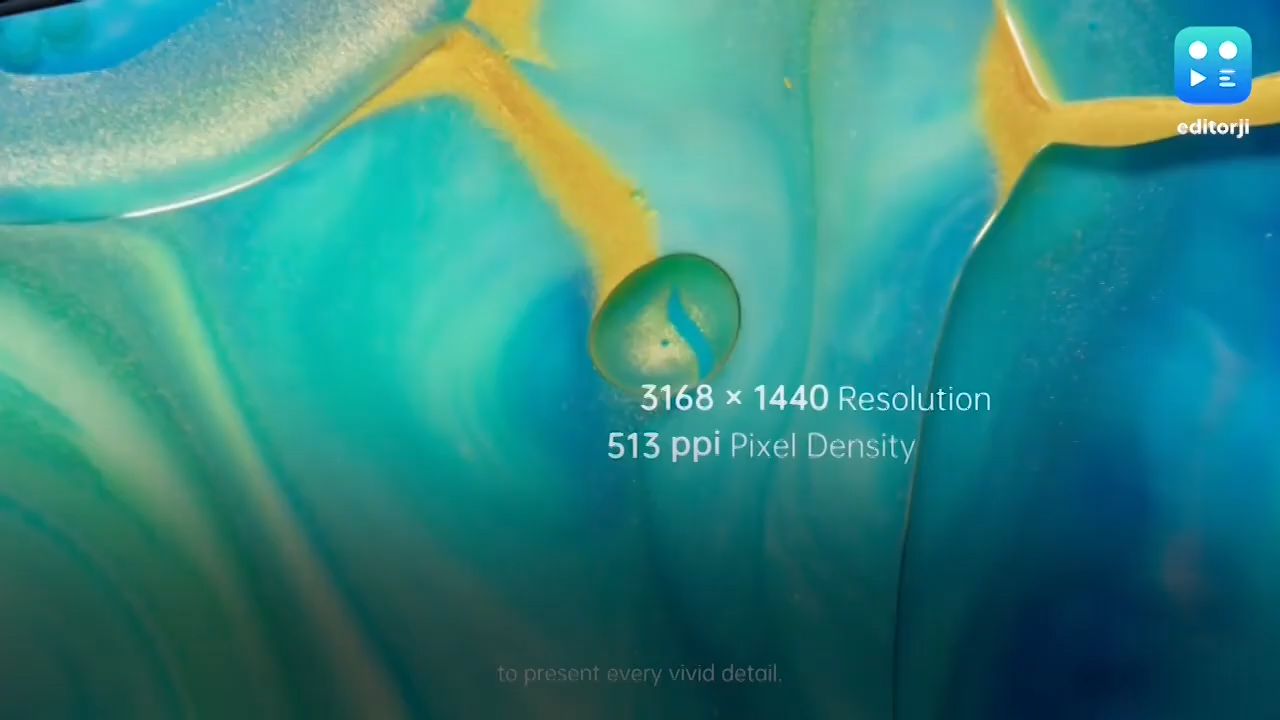 editorji
3168 × 1440 Resolution
513 ppi Pixel Density
to present every vivid detail.